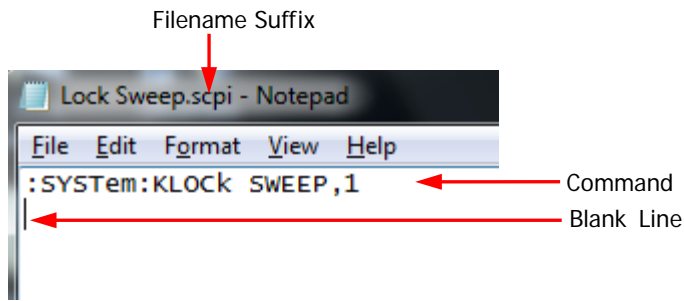 Filename Suffix
Lock Sweep.scpi - Notepad
File Edit Format View Help
:SYSTem:KLOCk SWEEP,1
Command
Blank Line